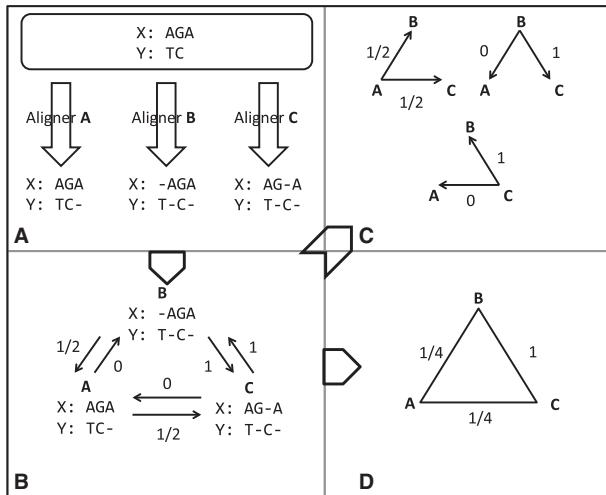 X: AGA
Y: TC
Aligner A
Aligner B
Aligner C
X: AGA
Y: TC-
X: -AGA
Y: T-C-
X: AG-A
Y: T-C-
A
B
1/2
A
C
1/2
B
0
1
A
C
B
1
A
0
C
C
B
X: -AGA
Y: T-C-
1/2
0
1
1
A
0
C
X: AGA
Y: TC-
X: AG-A
Y: T-C-
1/2
B
B
1/4
1
A
C
1/4
D